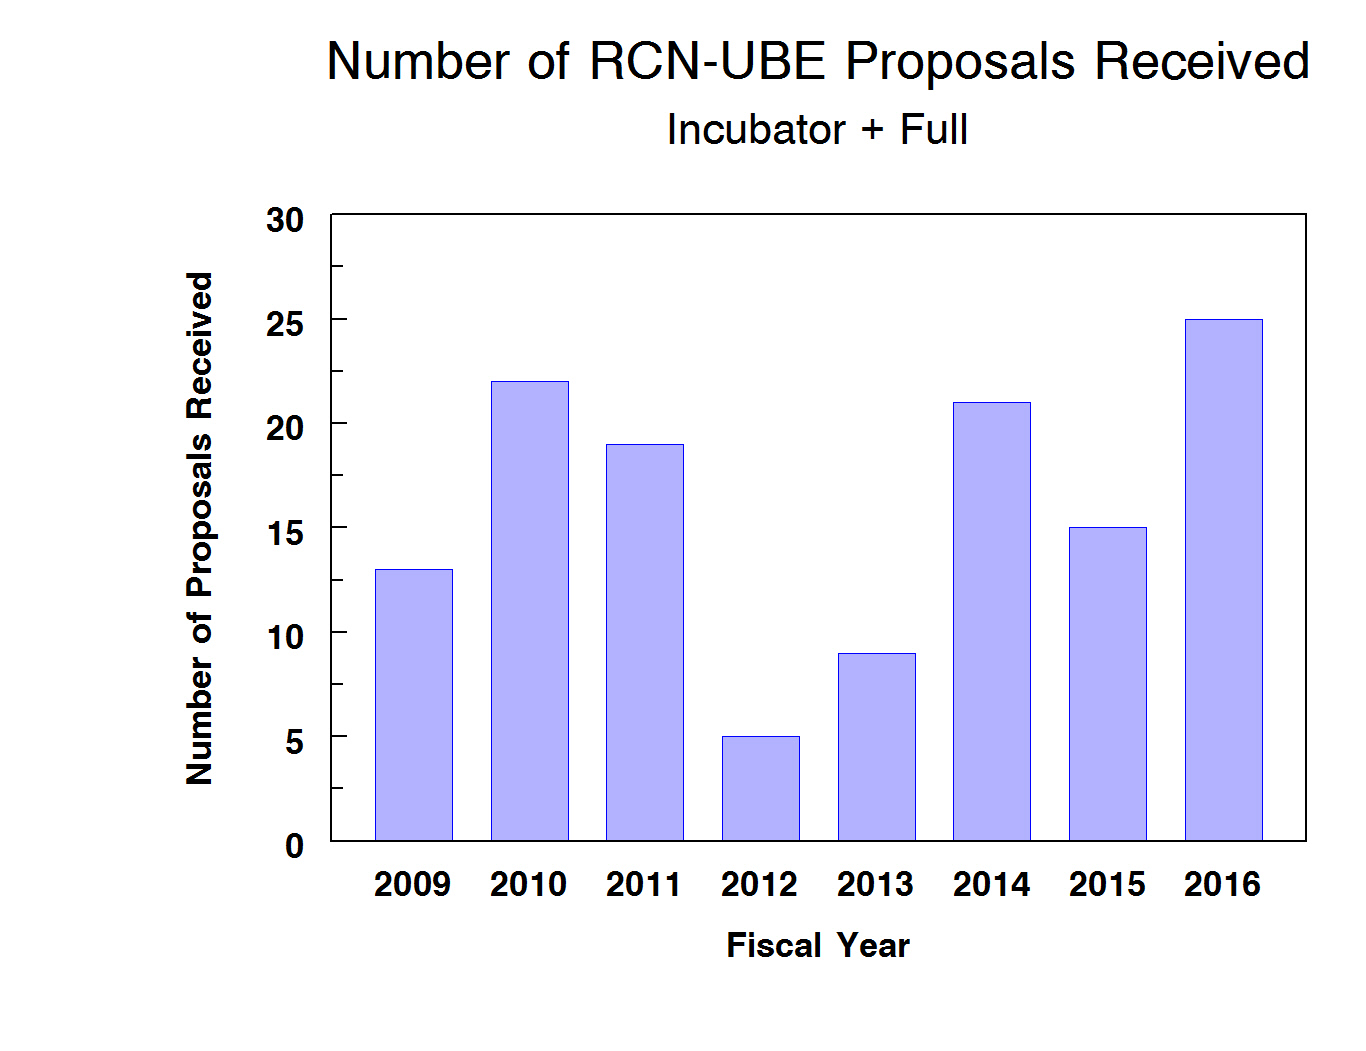 Number of RCN-UBE Proposals Received
Incubator + Full
30
25
20
15
10
5
0
Number of Proposals Received
2009 2010 2011 2012 2013 2014 2015 2016
Fiscal Year